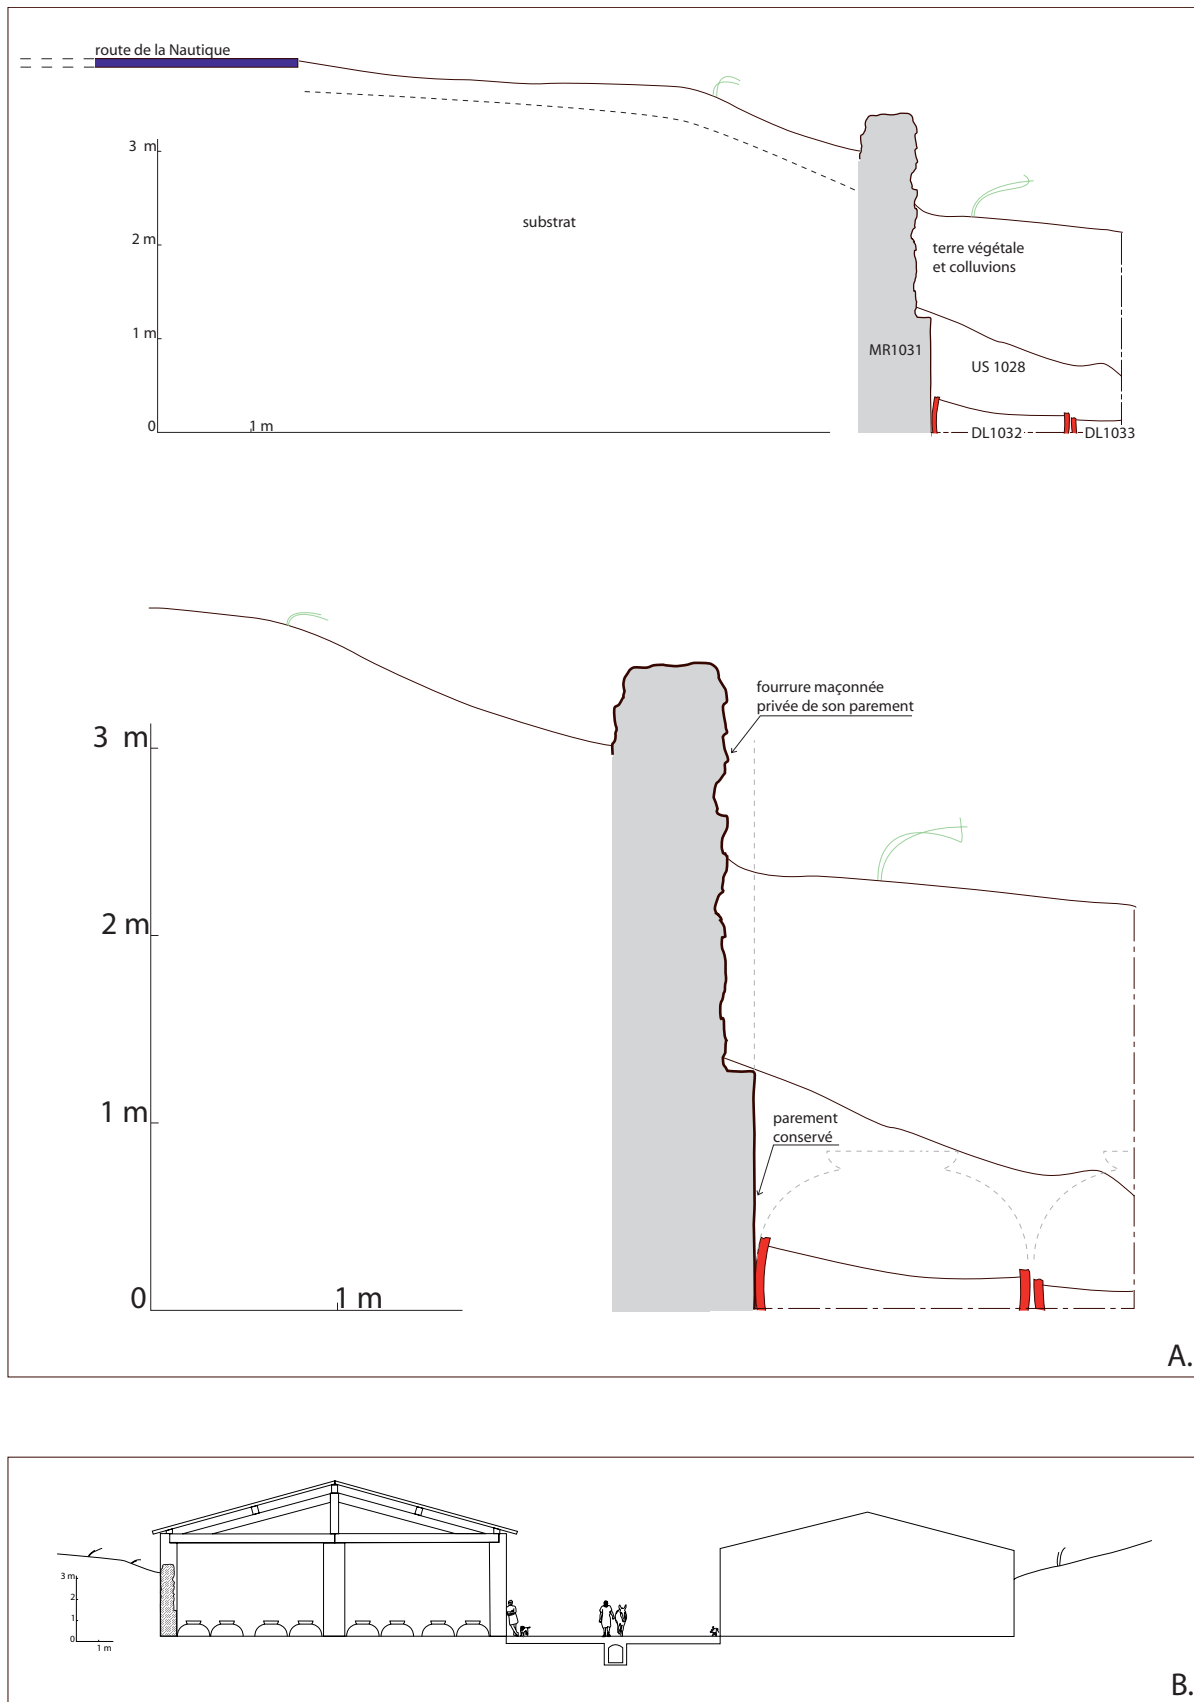 route de la Nautique
3 m
substrat
2 m
terre végétale
et colluvions
1 m
MR1031
US 1028
0
1 m
DL1032
DL1033
fourrure maçonnée
privée de son parement
3 m
2 m
1 m
parement
conservé
0
1 m
A.
3 m
2
1
0
1 m
B.